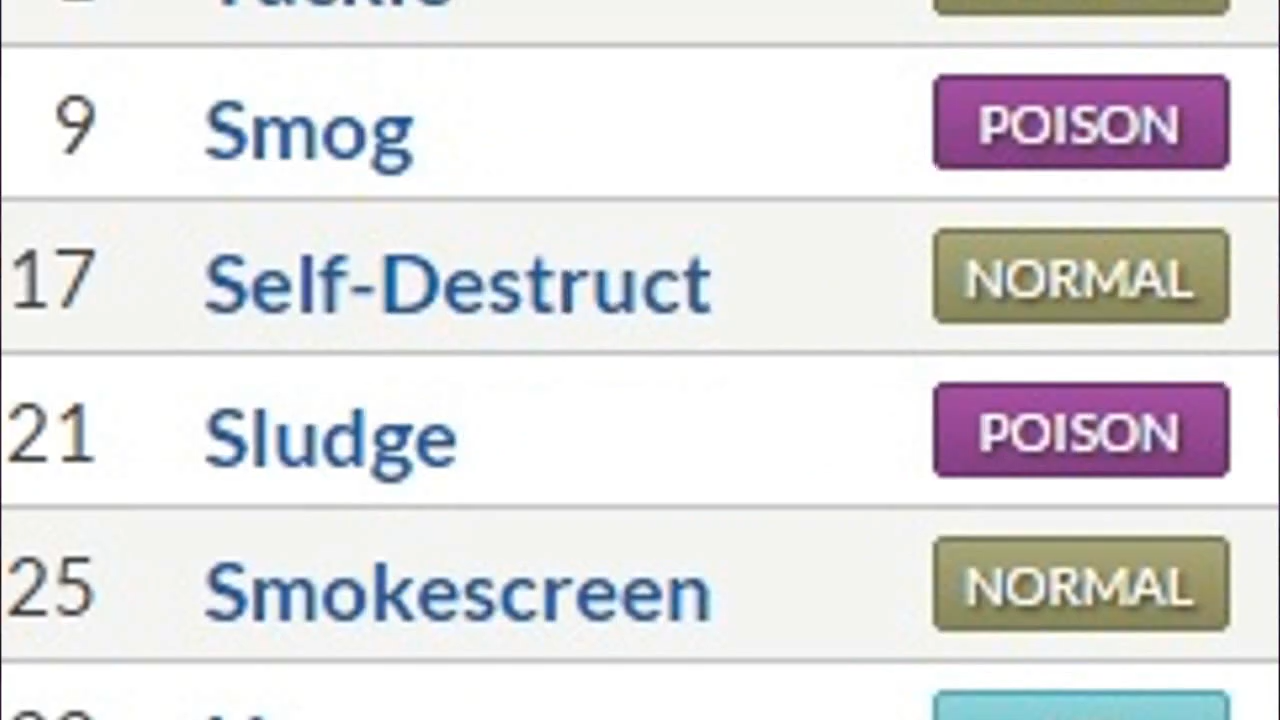 9 Smog POISON
17 Self-Destruct NORMAL
21 Sludge POISON
25 Smokescreen NORMAL